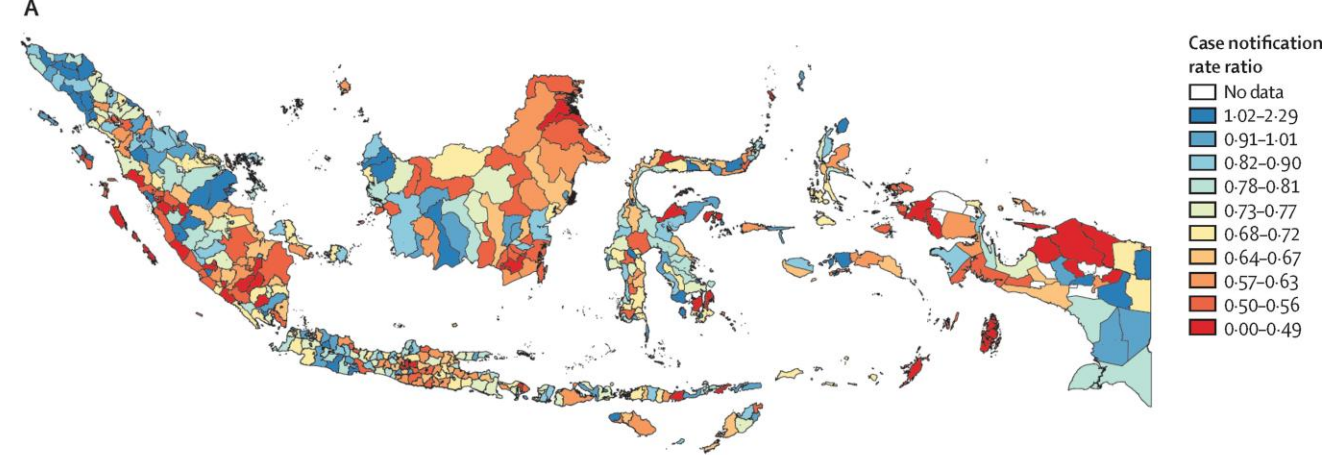 A
Case notification
rate ratio
No data
1·02–2·29
0·91–1·01
0·82–0·90
0·78–0·81
0·73–0·77
0·68–0·72
0·64–0·67
0·57–0·63
0·50–0·56
0·00–0·49